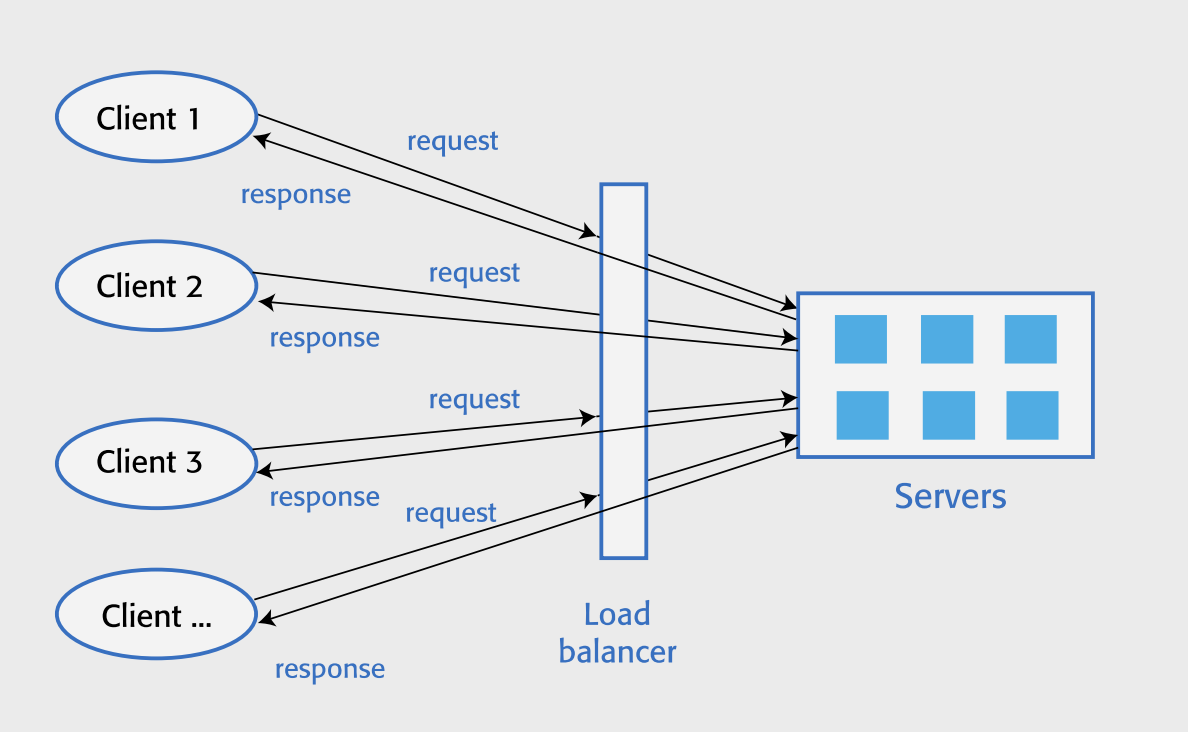 Client 1
request
response
Client 2
request
response
Client 3
request
response
request
Client ...
response
Load
balancer
Servers